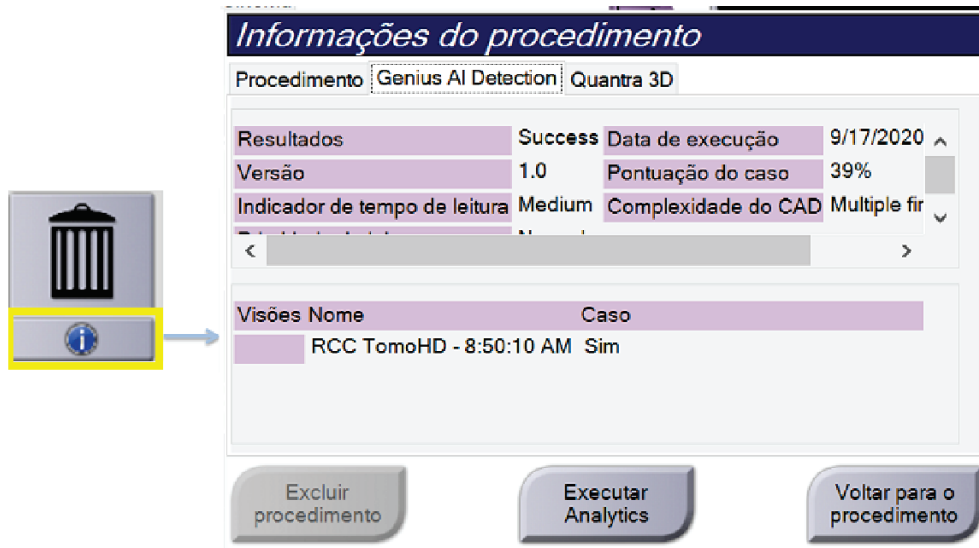 Informações do procedimento
Procedimento Genius AI Detection Quantra 3D
Resultados Success Data de execução 9/17/2020
Versão 1.0 Pontuação do caso 39%
Indicador de tempo de leitura Medium Complexidade do CAD Multiple fir
Visões Nome Caso
RCC TomoHD - 8:50:10 AM Sim
Excluir procedimento
Executar Analytics
Voltar para o procedimento